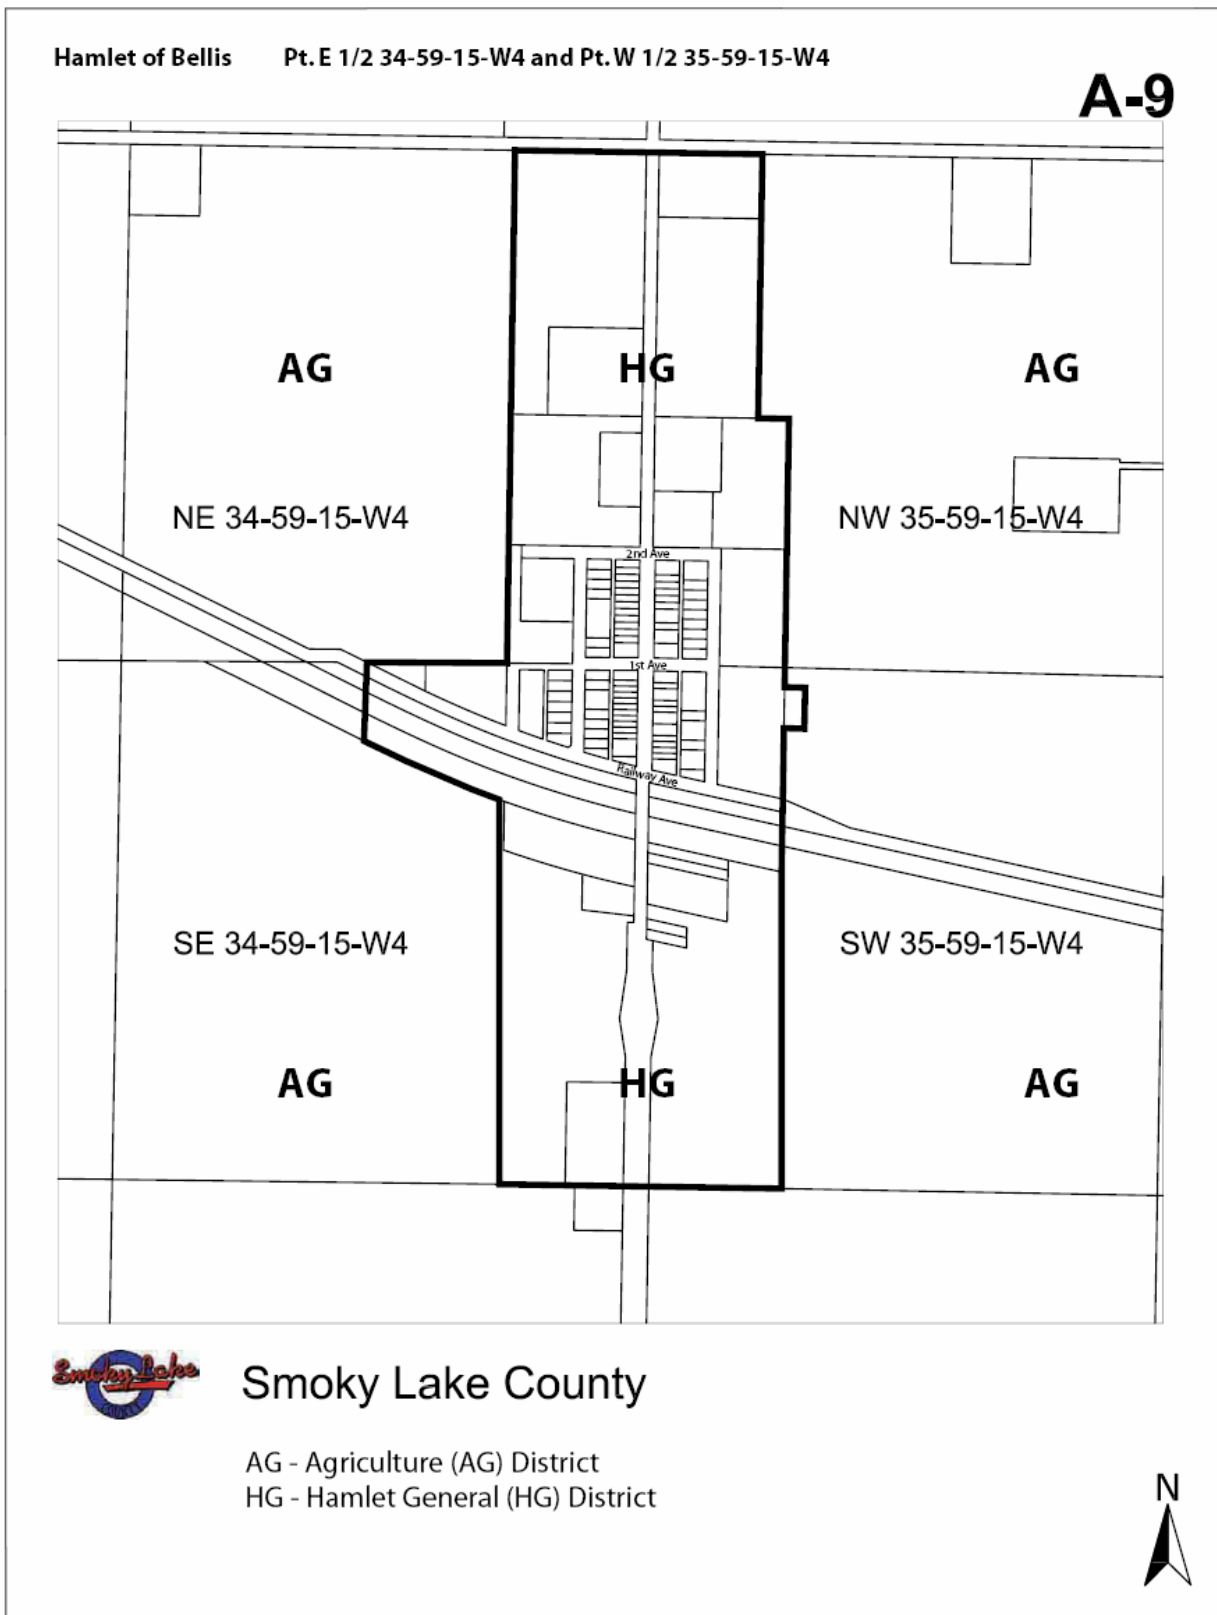 Hamlet of Bellis Pt. E 1/2 34-59-15-W4 and Pt. W 1/2 35-59-15-W4
A-9
AG
HG
AG
NE 34-59-15-W4
NW 35-59-15-W4
2nd Ave
1st Ave
Railway Ave
SE 34-59-15-W4
SW 35-59-15-W4
AG
HG
AG
Smoky Lake
COUNTY
Smoky Lake County
AG - Agriculture (AG) District
HG - Hamlet General (HG) District
N